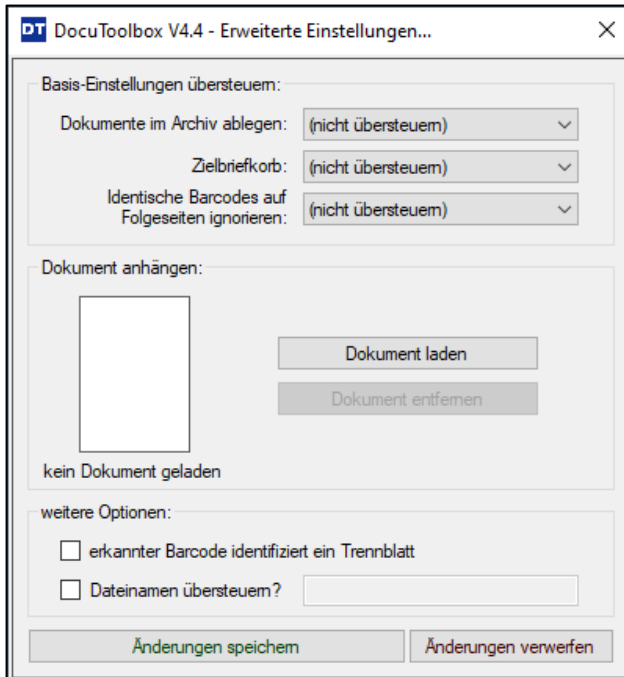 DT DocuToolbox V4.4 - Erweiterte Einstellungen...
Basis-Einstellungen übersteuern:
Dokumente im Archiv ablegen: (nicht übersteuern)
Zielbriefkorb: (nicht übersteuern)
Identische Barcodes auf
Folgeseiten ignorieren: (nicht übersteuern)
Dokument anhängen:
Dokument laden
Dokument entfernen
kein Dokument geladen
weitere Optionen:
erkannter Barcode identifiziert ein Trennblatt
Dateinamen übersteuern?
Änderungen speichern Änderungen verwerfen